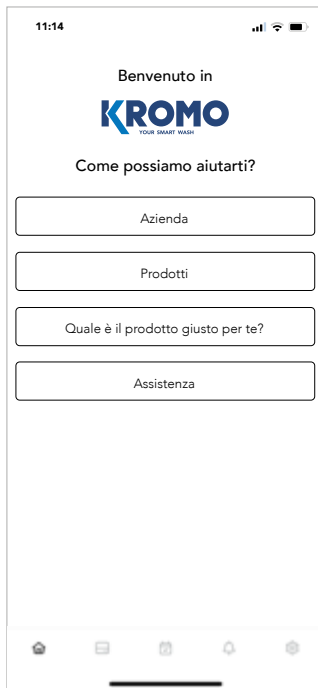 11:14
Benvenuto in
KROMO
YOUR SMART WASH
Come possiamo aiutarti?
Azienda
Prodotti
Quale è il prodotto giusto per te?
Assistenza